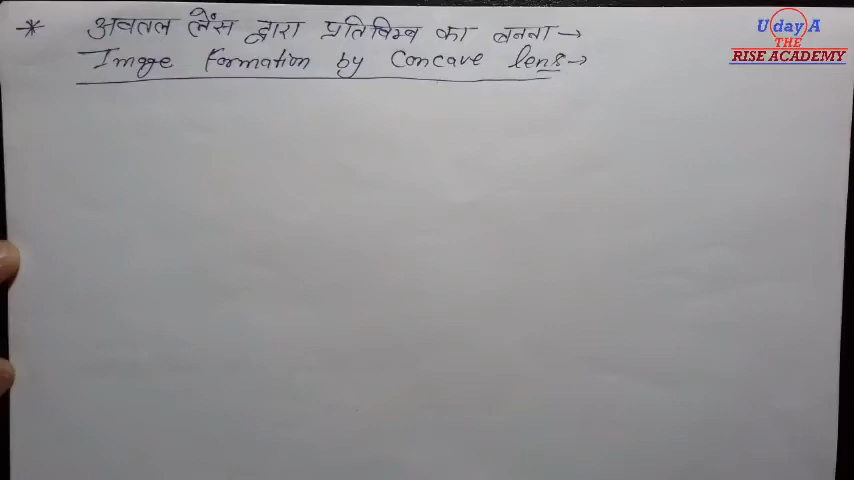 * अवतल लेंस द्वारा प्रतिबिम्ब का बनना →
Image Formation by Concave lens →
Uday A
THE
RISE ACADEMY